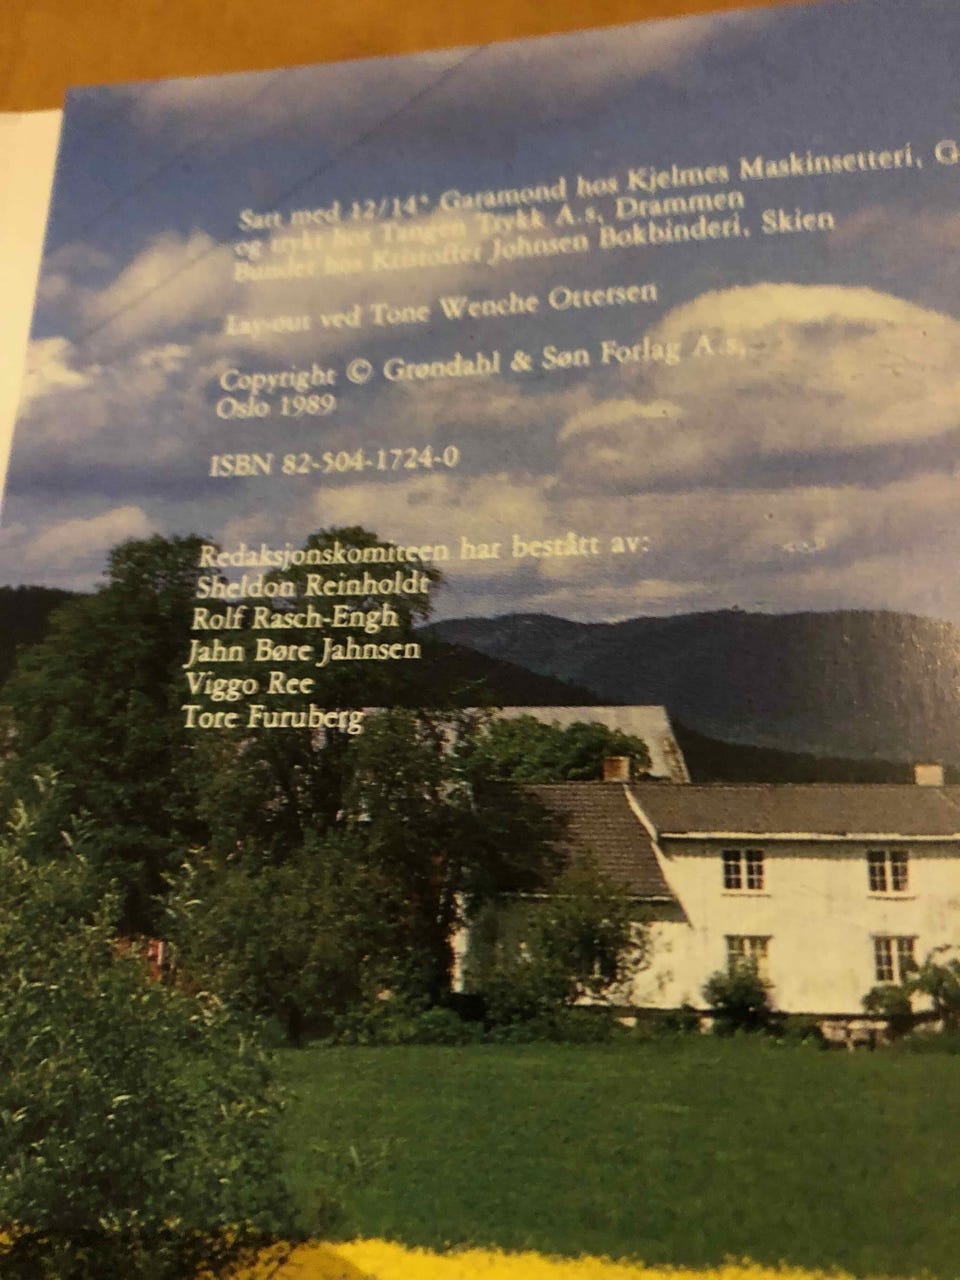 Satt med 12/14* Garamond hos Kjelmes Maskinsetteri, G
og trykt hos Tangen Trykk A.s, Drammen
Bundet hos Kristoffer Johnsen Bokbinderi, Skien
Lay-out ved Tone Wenche Ottersen
Copyright © Grøndahl & Søn Forlag A.s,
Oslo 1989
ISBN 82-504-1724-0
Redaksjonskomiteen har bestått av:
Sheldon Reinholdt
Rolf Rasch-Engh
Jahn Børe Jahnsen
Viggo Ree
Tore Furuberg